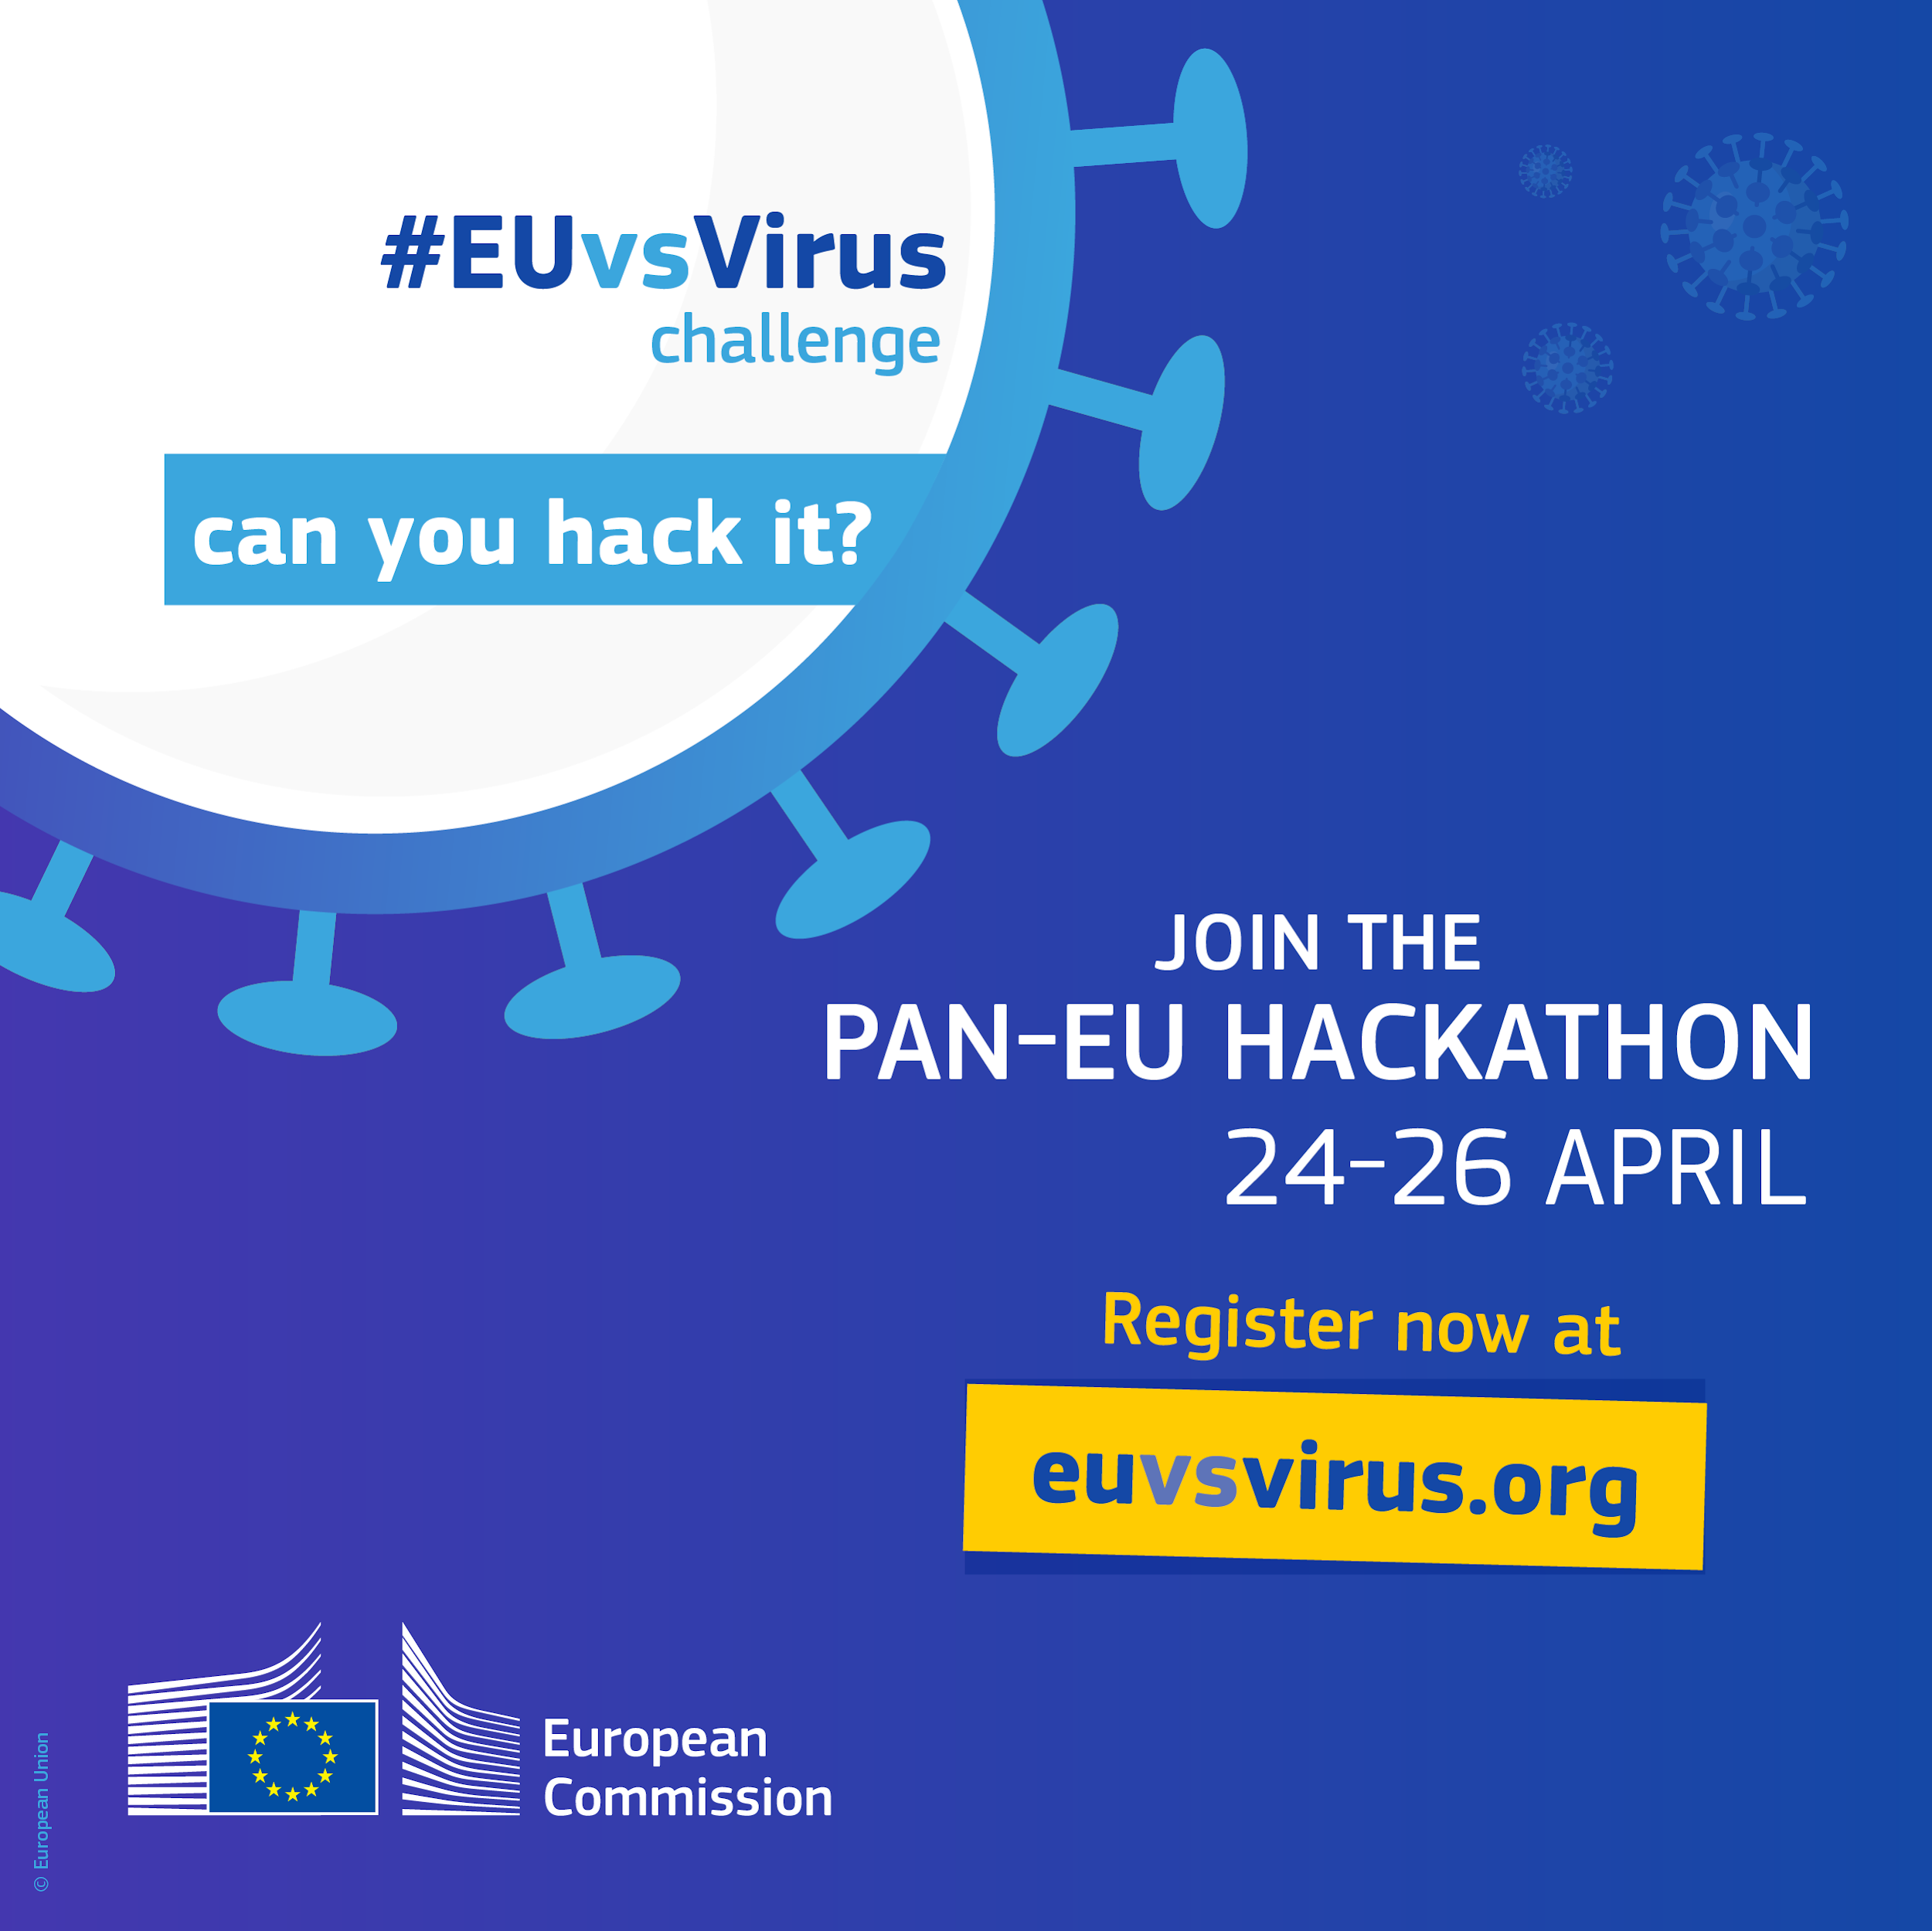 #EUvsVirus
challenge
can you hack it?
JOIN THE
PAN-EU HACKATHON
24-26 APRIL
Register now at
euvsvirus.org
European
Commission
© European Union